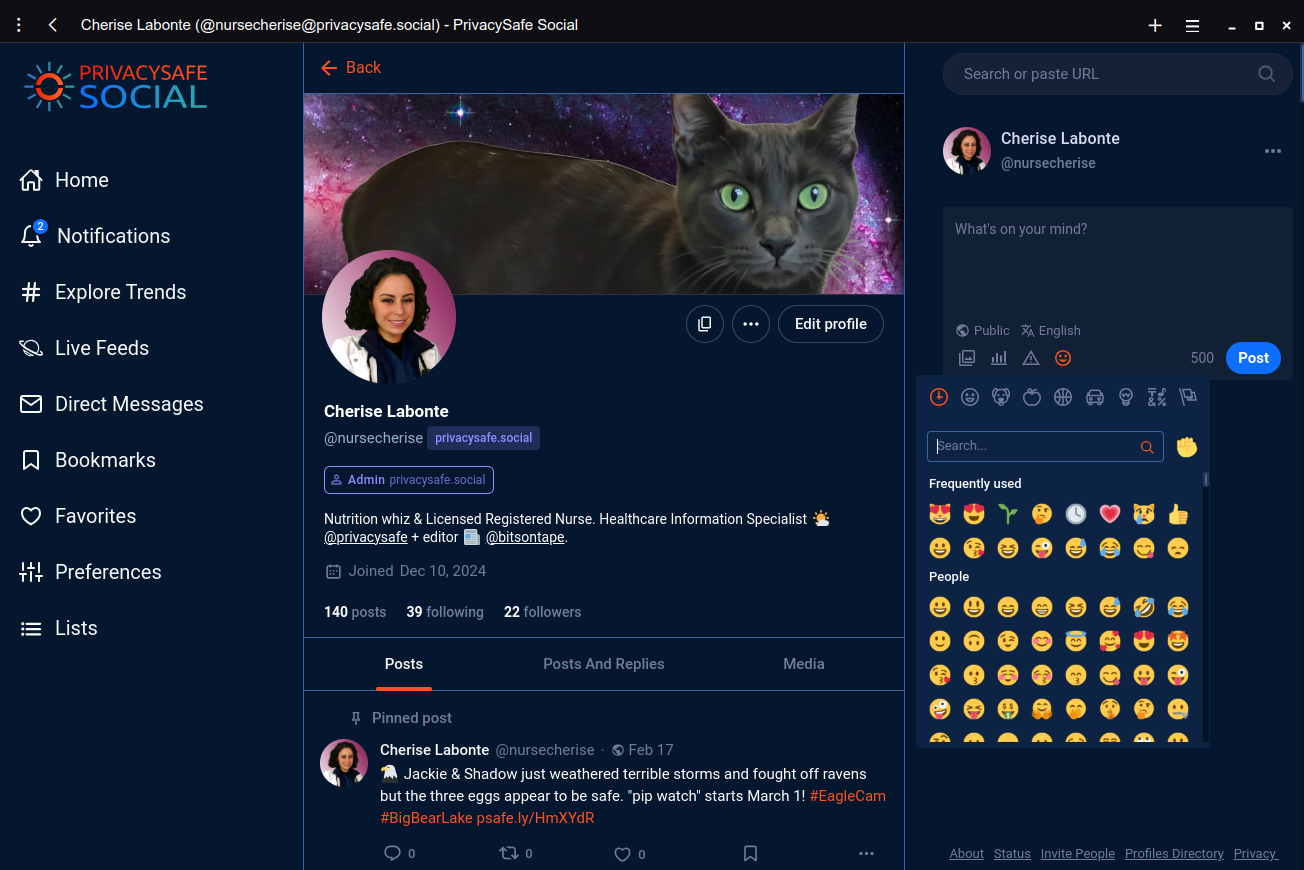 Cherise Labonte (@nursecherise@privacysafe.social) - PrivacySafe Social
PRIVACYSAFE
SOCIAL
Home
2
Notifications
Explore Trends
Live Feeds
Direct Messages
Bookmarks
Favorites
Preferences
Lists
Back
Edit profile
Cherise Labonte
@nursecherise privacysafe.social
Admin privacysafe.social
Nutrition whiz & Licensed Registered Nurse. Healthcare Information Specialist 🌤️
@privacysafe + editor 📰 @bitsontape.
Joined Dec 10, 2024
140 posts 39 following 22 followers
Posts Posts And Replies Media
Pinned post
Cherise Labonte @nursecherise · Feb 17
🦅 Jackie & Shadow just weathered terrible storms and fought off ravens
but the three eggs appear to be safe. "pip watch" starts March 1! #EagleCam
#BigBearLake psafe.ly/HmXYdR
0 0 0
Search or paste URL
Cherise Labonte
@nursecherise
What's on your mind?
Public English
500 Post
Search...
Frequently used
People
About Status Invite People Profiles Directory Privacy